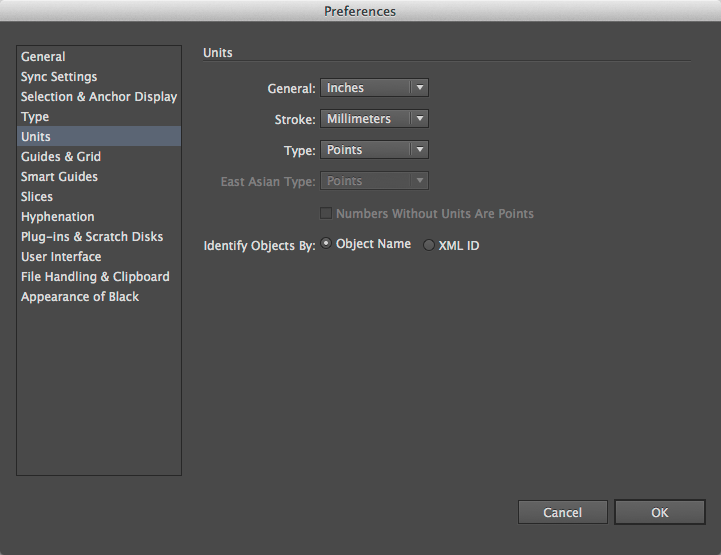 Preferences
General
Sync Settings
Selection & Anchor Display
Type
Units
Guides & Grid
Smart Guides
Slices
Hyphenation
Plug-ins & Scratch Disks
User Interface
File Handling & Clipboard
Appearance of Black
Units
General: Inches
Stroke: Millimeters
Type: Points
East Asian Type: Points
Numbers Without Units Are Points
Identify Objects By: Object Name XML ID
Cancel OK